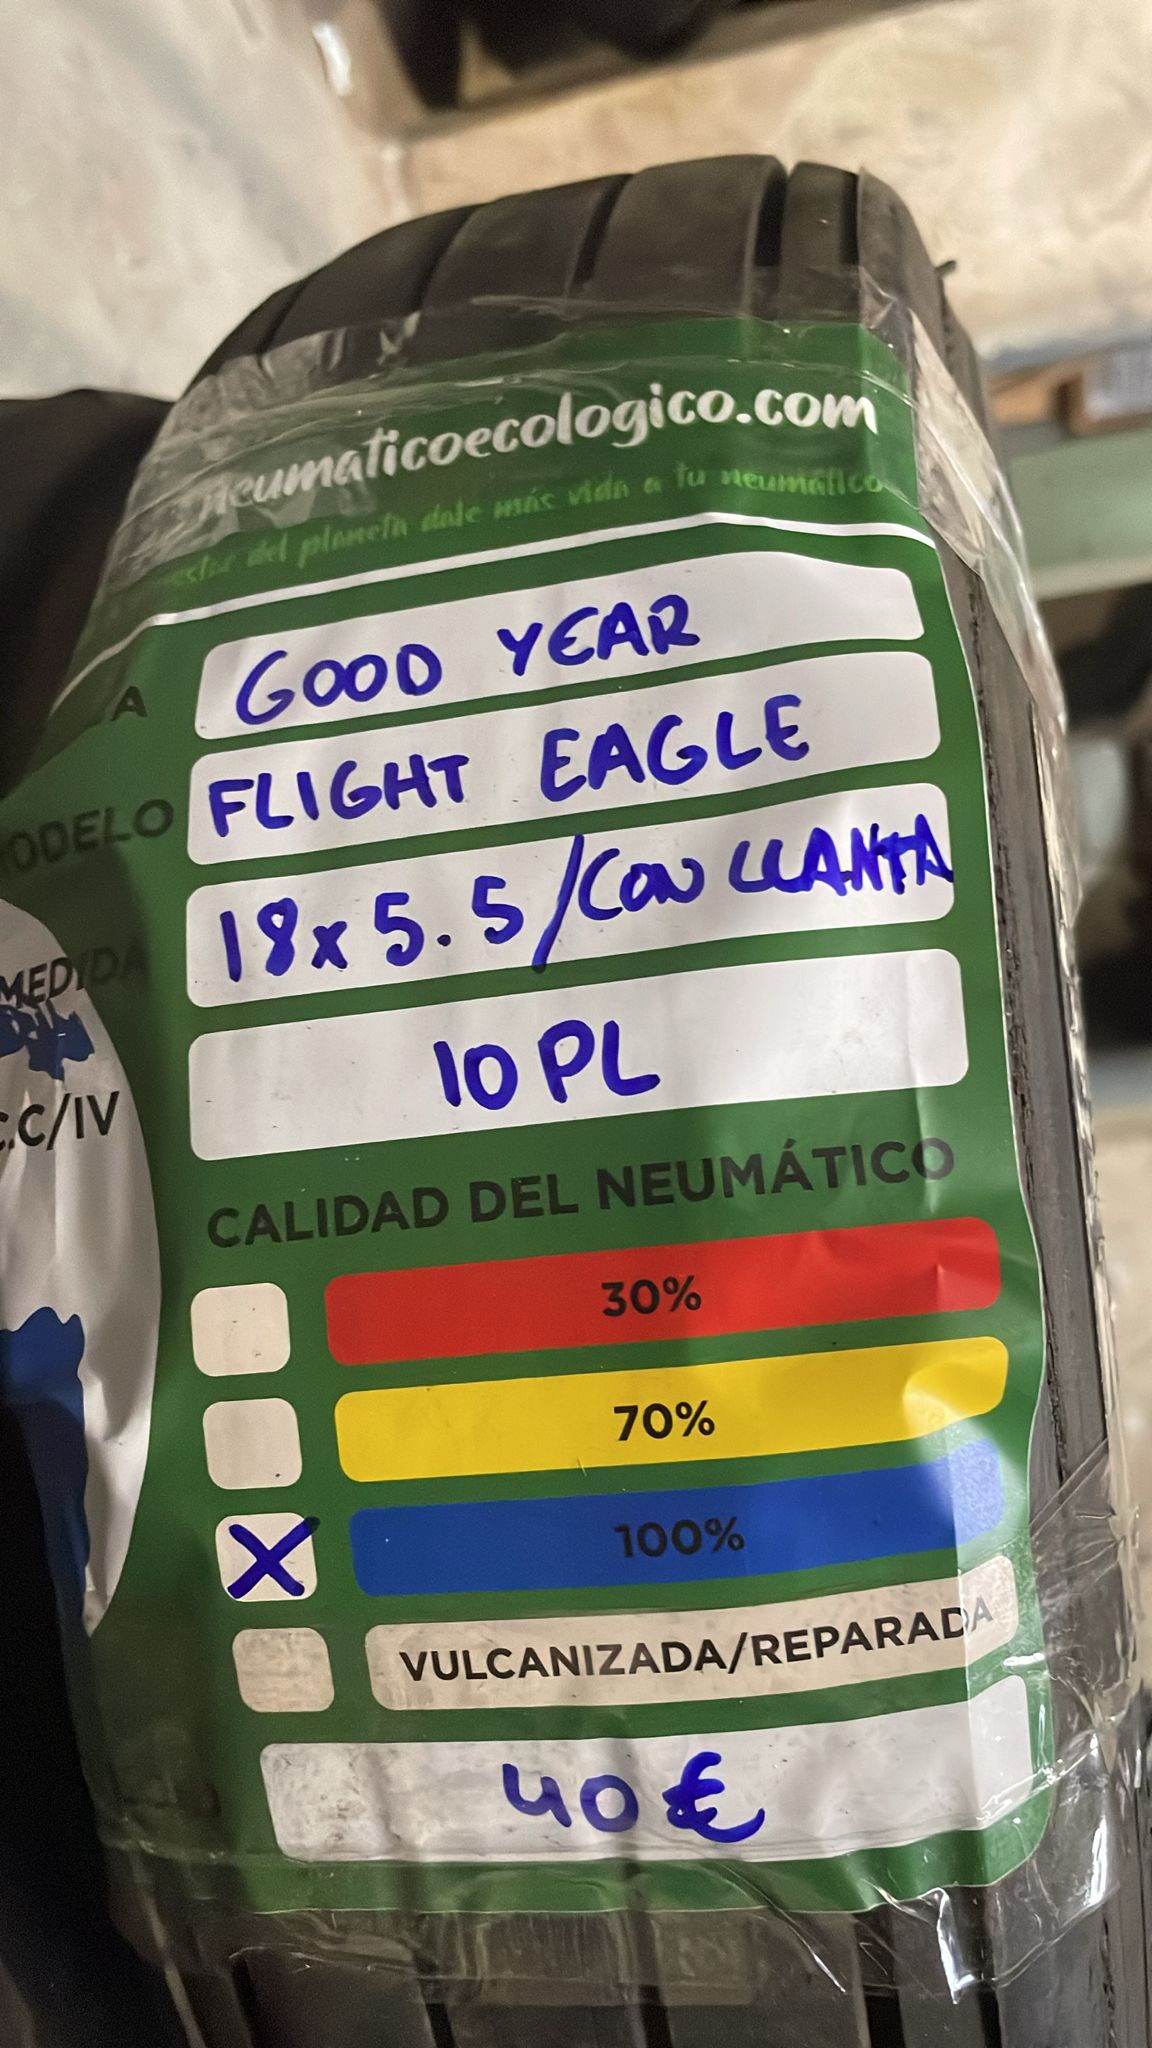 neumaticoecologico.com
del planeta dale más vida a tu neumático
GOOD YEAR
MODELO FLIGHT EAGLE
MEDIDA 18x5.5/CON LLANTA
C.C/IV 10 PL
CALIDAD DEL NEUMÁTICO
30%
70%
X 100%
VULCANIZADA/REPARADA
40€